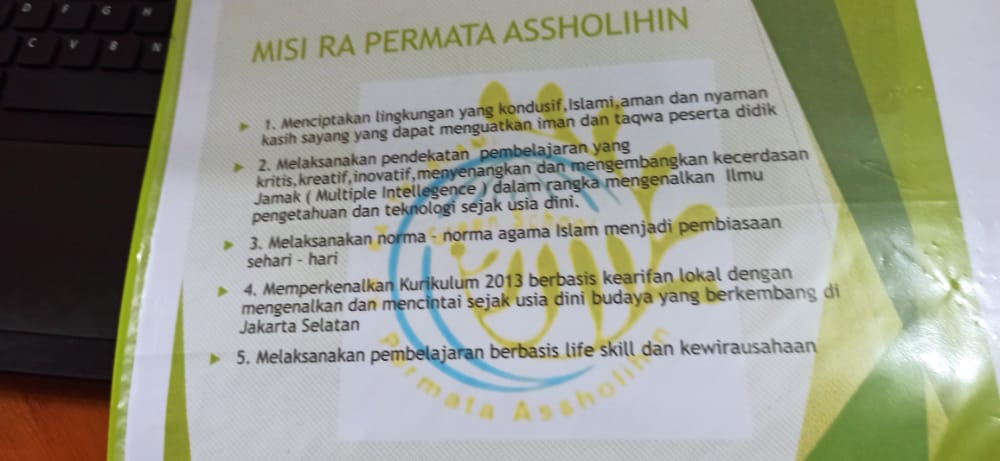 MISI RA PERMATA ASSHOLIHIN
1. Menciptakan lingkungan yang kondusif,Islami,aman dan nyaman
kasih sayang yang dapat menguatkan iman dan taqwa peserta didik
2. Melaksanakan pendekatan pembelajaran yang
kritis,kreatif,inovatif,menyenangkan dan mengembangkan kecerdasan
Jamak ( Multiple Intellegence ) dalam rangka mengenalkan Ilmu
pengetahuan dan teknologi sejak usia dini.
3. Melaksanakan norma - norma agama Islam menjadi pembiasaan
sehari - hari
4. Memperkenalkan Kurikulum 2013 berbasis kearifan lokal dengan
mengenalkan dan mencintai sejak usia dini budaya yang berkembang di
Jakarta Selatan
5. Melaksanakan pembelajaran berbasis life skill dan kewirausahaan
Permata Assholihin
D F G H
C V B N